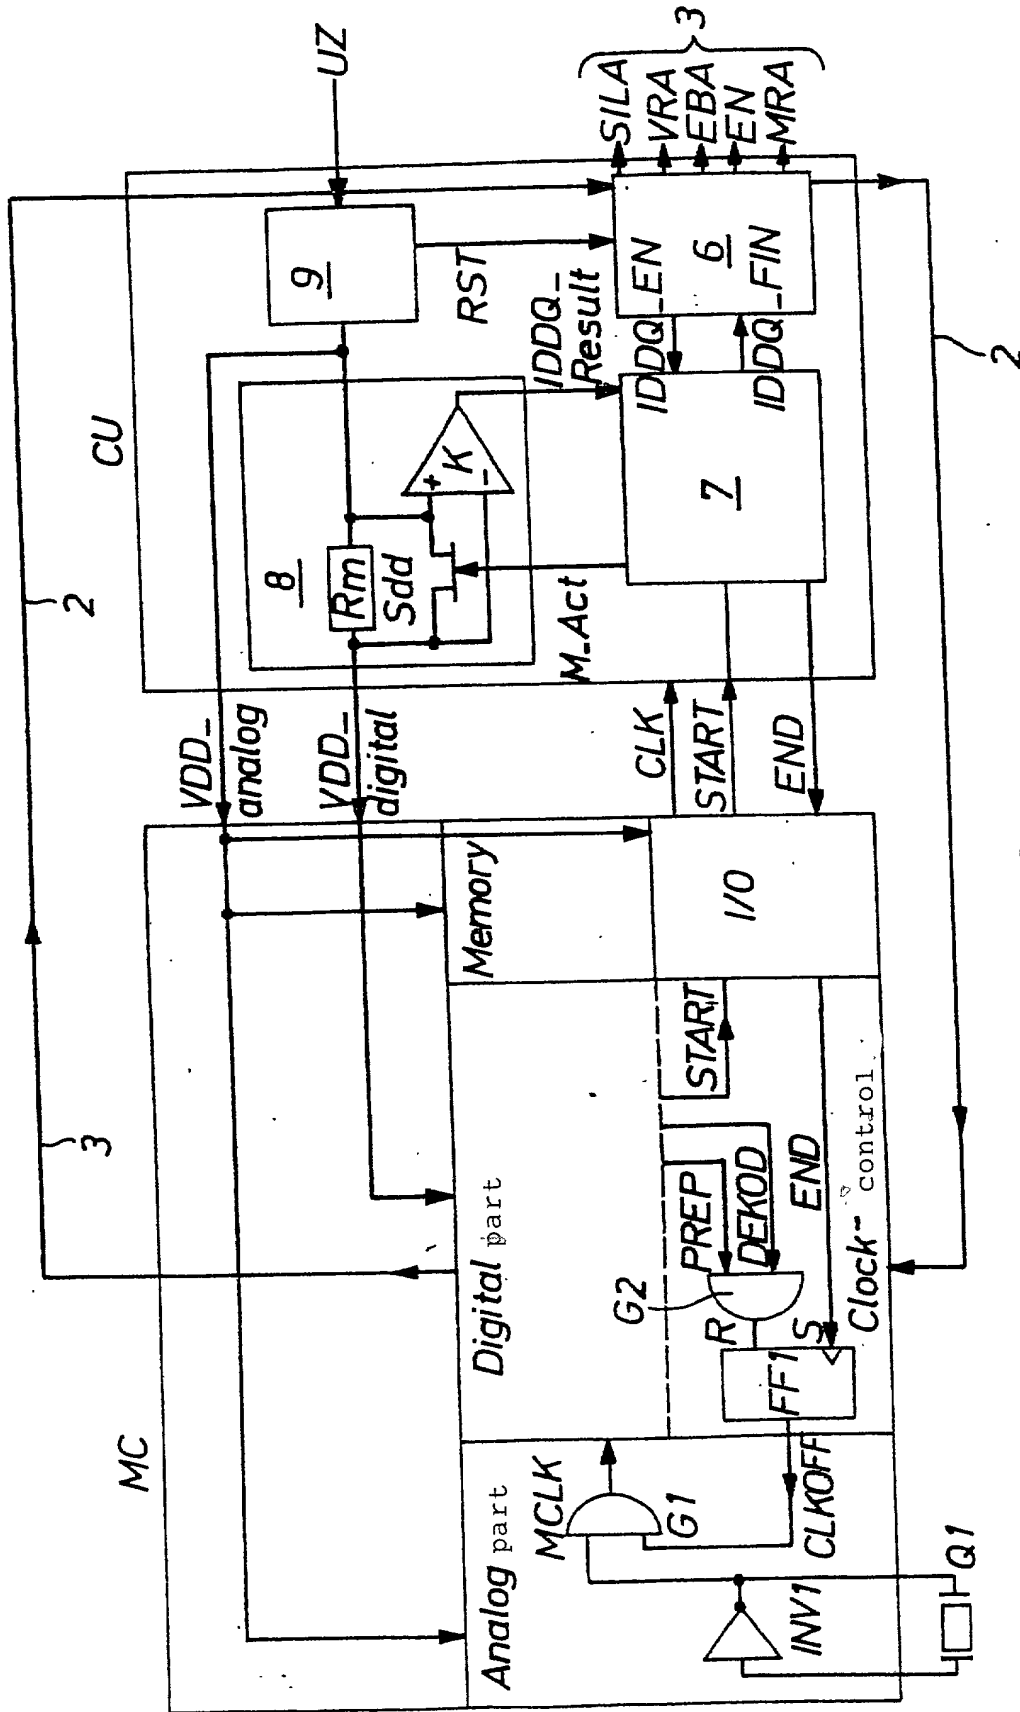 MC
CU
UZ
2
3
VDD_
analog
VDD_
digital
9
RST
8
Rm
Sdd
K
+
-
M_Act
IDDQ_
Result
IDDQ_EN
IDDQ_FIN
7
6
SILA
VRA
EBA
EN
MRA
3
2
CLK
START
END
Memory
I/O
Digital part
START
PREP
DEKOD
END
G2
R
S
FF1
Clock- control
Analog part
MCLK
G1
CLKOFF
INV1
Q1